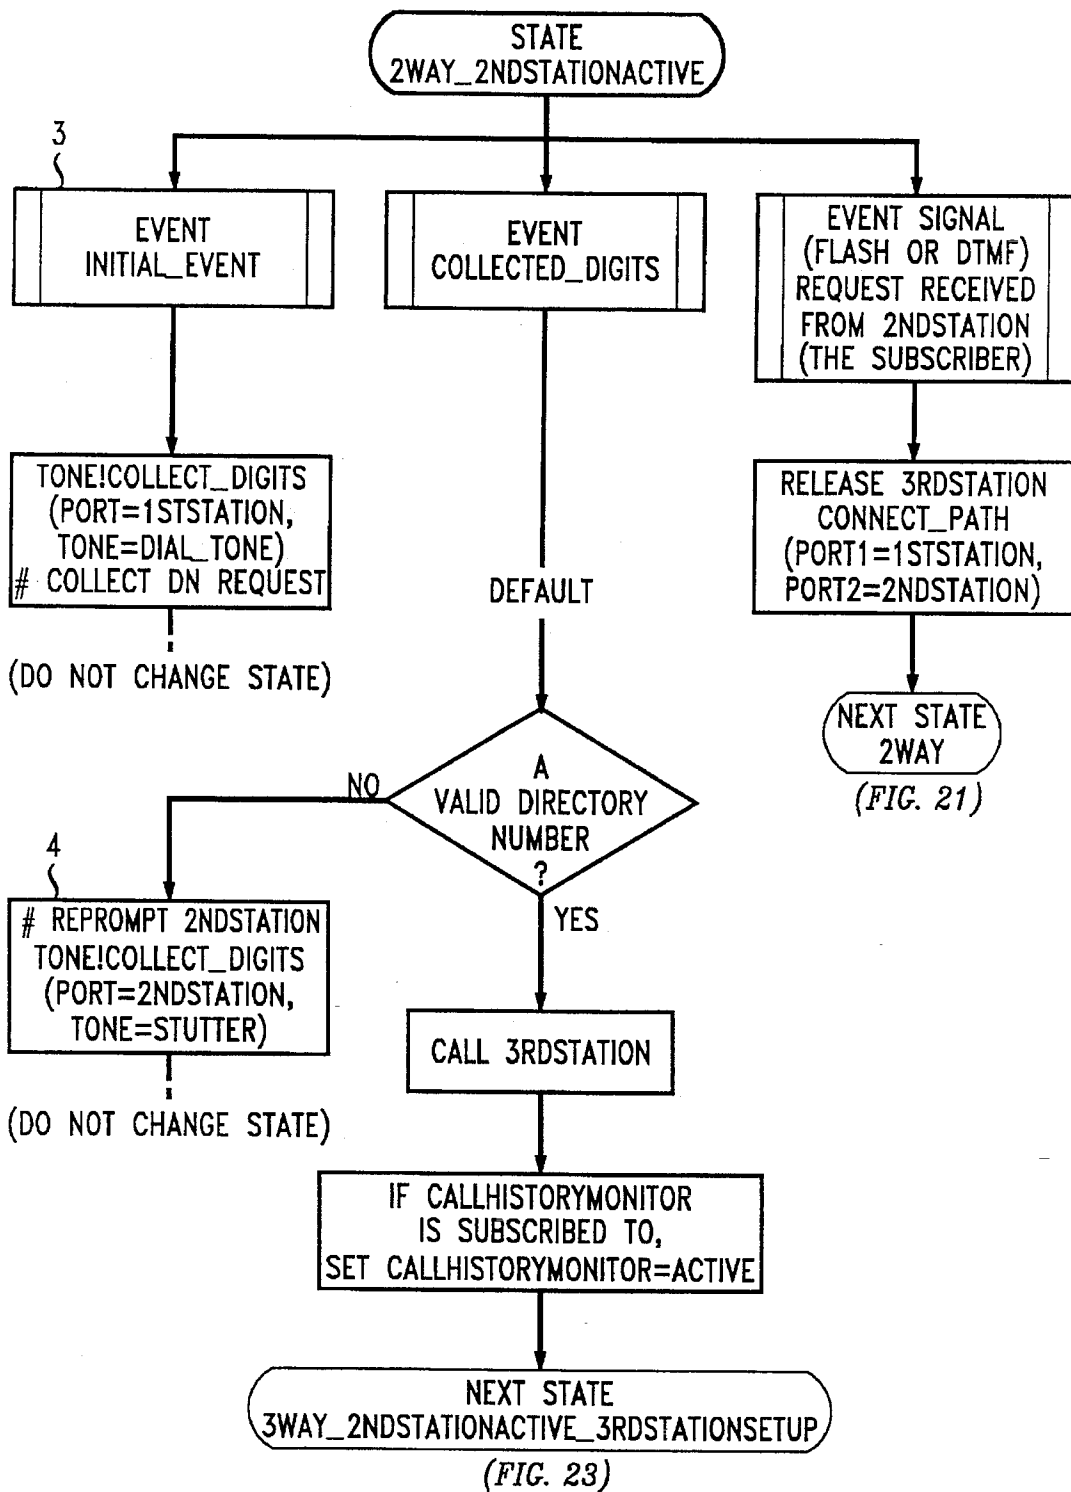 STATE
2WAY_2NDSTATIONACTIVE
3
EVENT
INITIAL_EVENT
EVENT
COLLECTED_DIGITS
EVENT SIGNAL
(FLASH OR DTMF)
REQUEST RECEIVED
FROM 2NDSTATION
(THE SUBSCRIBER)
TONE!COLLECT_DIGITS
(PORT=1STSTATION,
TONE=DIAL_TONE)
# COLLECT DN REQUEST
(DO NOT CHANGE STATE)
DEFAULT
RELEASE 3RDSTATION
CONNECT_PATH
(PORT1=1STSTATION,
PORT2=2NDSTATION)
NEXT STATE
2WAY
(FIG. 21)
A
VALID DIRECTORY
NUMBER
?
NO
YES
4
# REPROMPT 2NDSTATION
TONE!COLLECT_DIGITS
(PORT=2NDSTATION,
TONE=STUTTER)
(DO NOT CHANGE STATE)
CALL 3RDSTATION
IF CALLHISTORYMONITOR
IS SUBSCRIBED TO,
SET CALLHISTORYMONITOR=ACTIVE
NEXT STATE
3WAY_2NDSTATIONACTIVE_3RDSTATIONSETUP
(FIG. 23)